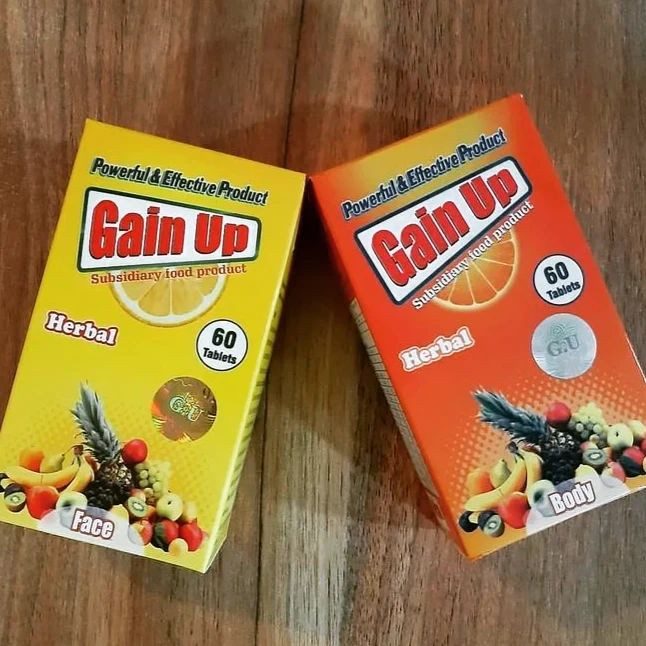 Powerful & Effective Product
Gain Up
Subsidiary food product
Herbal
60
Tablets
Face
Powerful & Effective Product
Gain Up
Subsidiary food product
60
Tablets
Herbal
G2U
Body